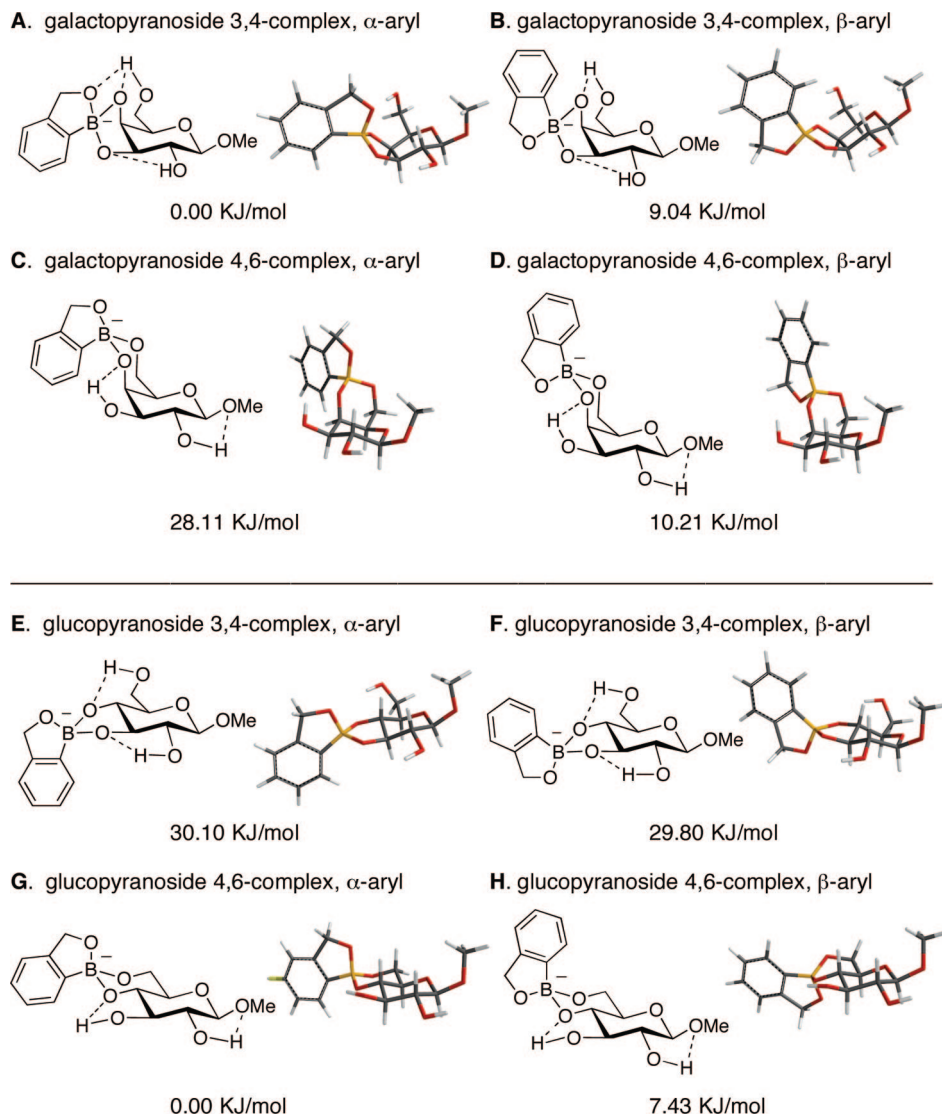 A. galactopyranoside 3,4-complex, α-aryl
B. galactopyranoside 3,4-complex, β-aryl
H
O
O
O
B
−
O
O
OMe
HO
0.00 KJ/mol
H
O
O
B
−
O
O
O
OMe
HO
9.04 KJ/mol
C. galactopyranoside 4,6-complex, α-aryl
D. galactopyranoside 4,6-complex, β-aryl
O
−
B
O
O
H
O
O
OMe
O
H
28.11 KJ/mol
−
B
O
O
O
H
O
O
OMe
O
H
10.21 KJ/mol
E. glucopyranoside 3,4-complex, α-aryl
F. glucopyranoside 3,4-complex, β-aryl
H
O
−
O
O
O
B
O
OMe
H
O
30.10 KJ/mol
H
O
−
O
O
B
O
O
OMe
H
O
29.80 KJ/mol
G. glucopyranoside 4,6-complex, α-aryl
H. glucopyranoside 4,6-complex, β-aryl
O
−
B
O
O
O
H
O
OMe
O
H
0.00 KJ/mol
−
B
O
O
O
O
H
O
OMe
O
H
7.43 KJ/mol